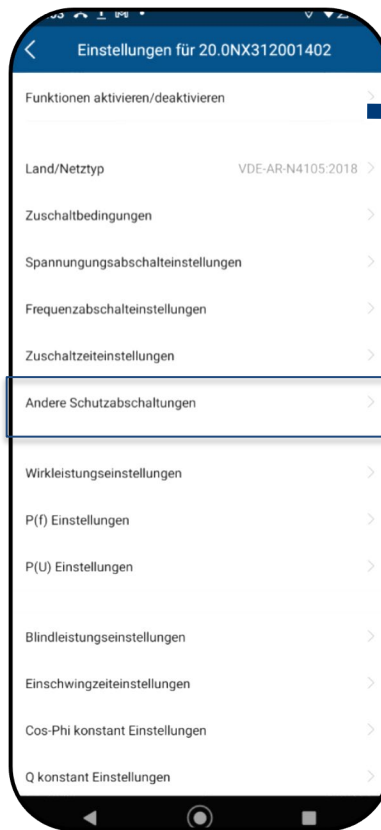 Einstellungen für 20.0NX312001402
Funktionen aktivieren/deaktivieren
Land/Netztyp VDE-AR-N4105:2018
Zuschaltbedingungen
Spannungungsabschalteinstellungen
Frequenzabschalteinstellungen
Zuschaltzeiteinstellungen
Andere Schutzabschaltungen
Wirkleistungseinstellungen
P(f) Einstellungen
P(U) Einstellungen
Blindleistungseinstellungen
Einschwingzeiteinstellungen
Cos-Phi konstant Einstellungen
Q konstant Einstellungen